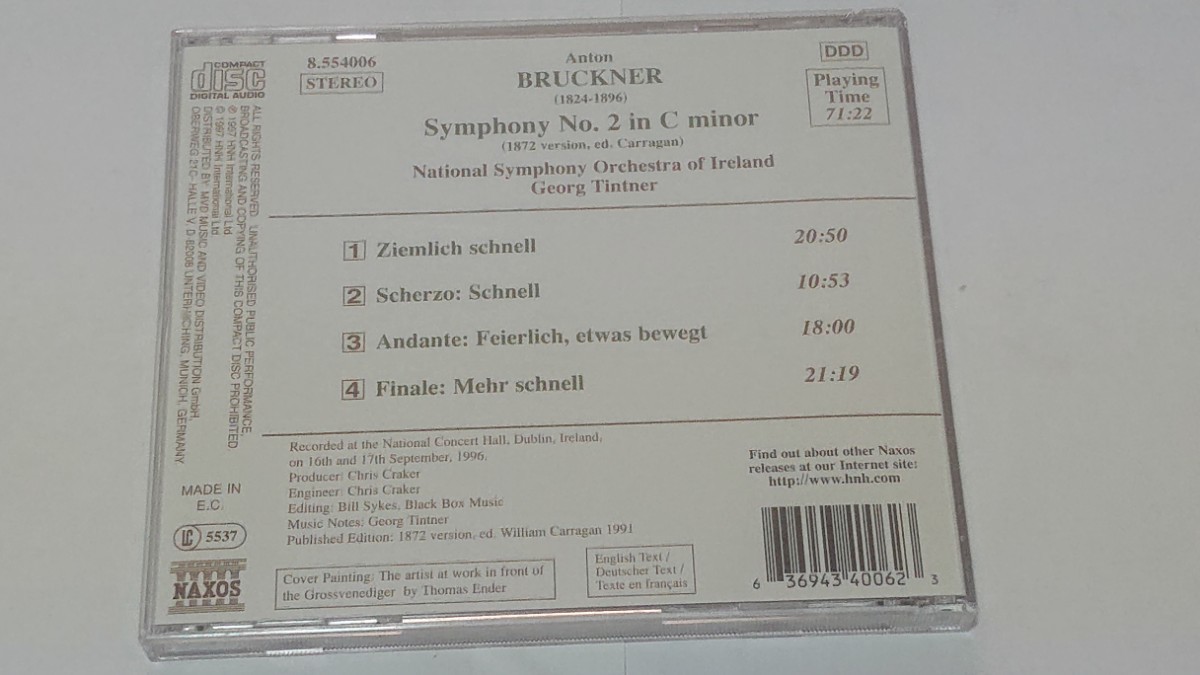 COMPACT
disc
DIGITAL AUDIO
8.554006
STEREO
Anton
BRUCKNER
(1824-1896)
Symphony No. 2 in C minor
(1872 version, ed. Carragan)
National Symphony Orchestra of Ireland
Georg Tintner
DDD
Playing
Time
71:22
1 Ziemlich schnell 20:50
2 Scherzo: Schnell 10:53
3 Andante: Feierlich, etwas bewegt 18:00
4 Finale: Mehr schnell 21:19
ALL RIGHTS RESERVED. UNAUTHORISED PUBLIC PERFORMANCE,
BROADCASTING AND COPYING OF THIS COMPACT DISC PROHIBITED
℗ 1997 HNH International Ltd.
© 1997 HNH International Ltd.
DISTRIBUTED BY: MVD MUSIC AND VIDEO DISTRIBUTION GmbH,
OBERWEG 21C- HALLE V, D-82008 UNTERHACHING, MUNICH, GERMANY
MADE IN
E.C.
LC 5537
NAXOS
Recorded at the National Concert Hall, Dublin, Ireland,
on 16th and 17th September, 1996.
Producer: Chris Craker
Engineer: Chris Craker
Editing: Bill Sykes, Black Box Music
Music Notes: Georg Tintner
Published Edition: 1872 version, ed. William Carragan 1991
Cover Painting: The artist at work in front of
the Grossvenediger by Thomas Ender
English Text /
Deutscher Text /
Texte en français
Find out about other Naxos
releases at our Internet site:
http://www.hnh.com
6 36943 40062 3